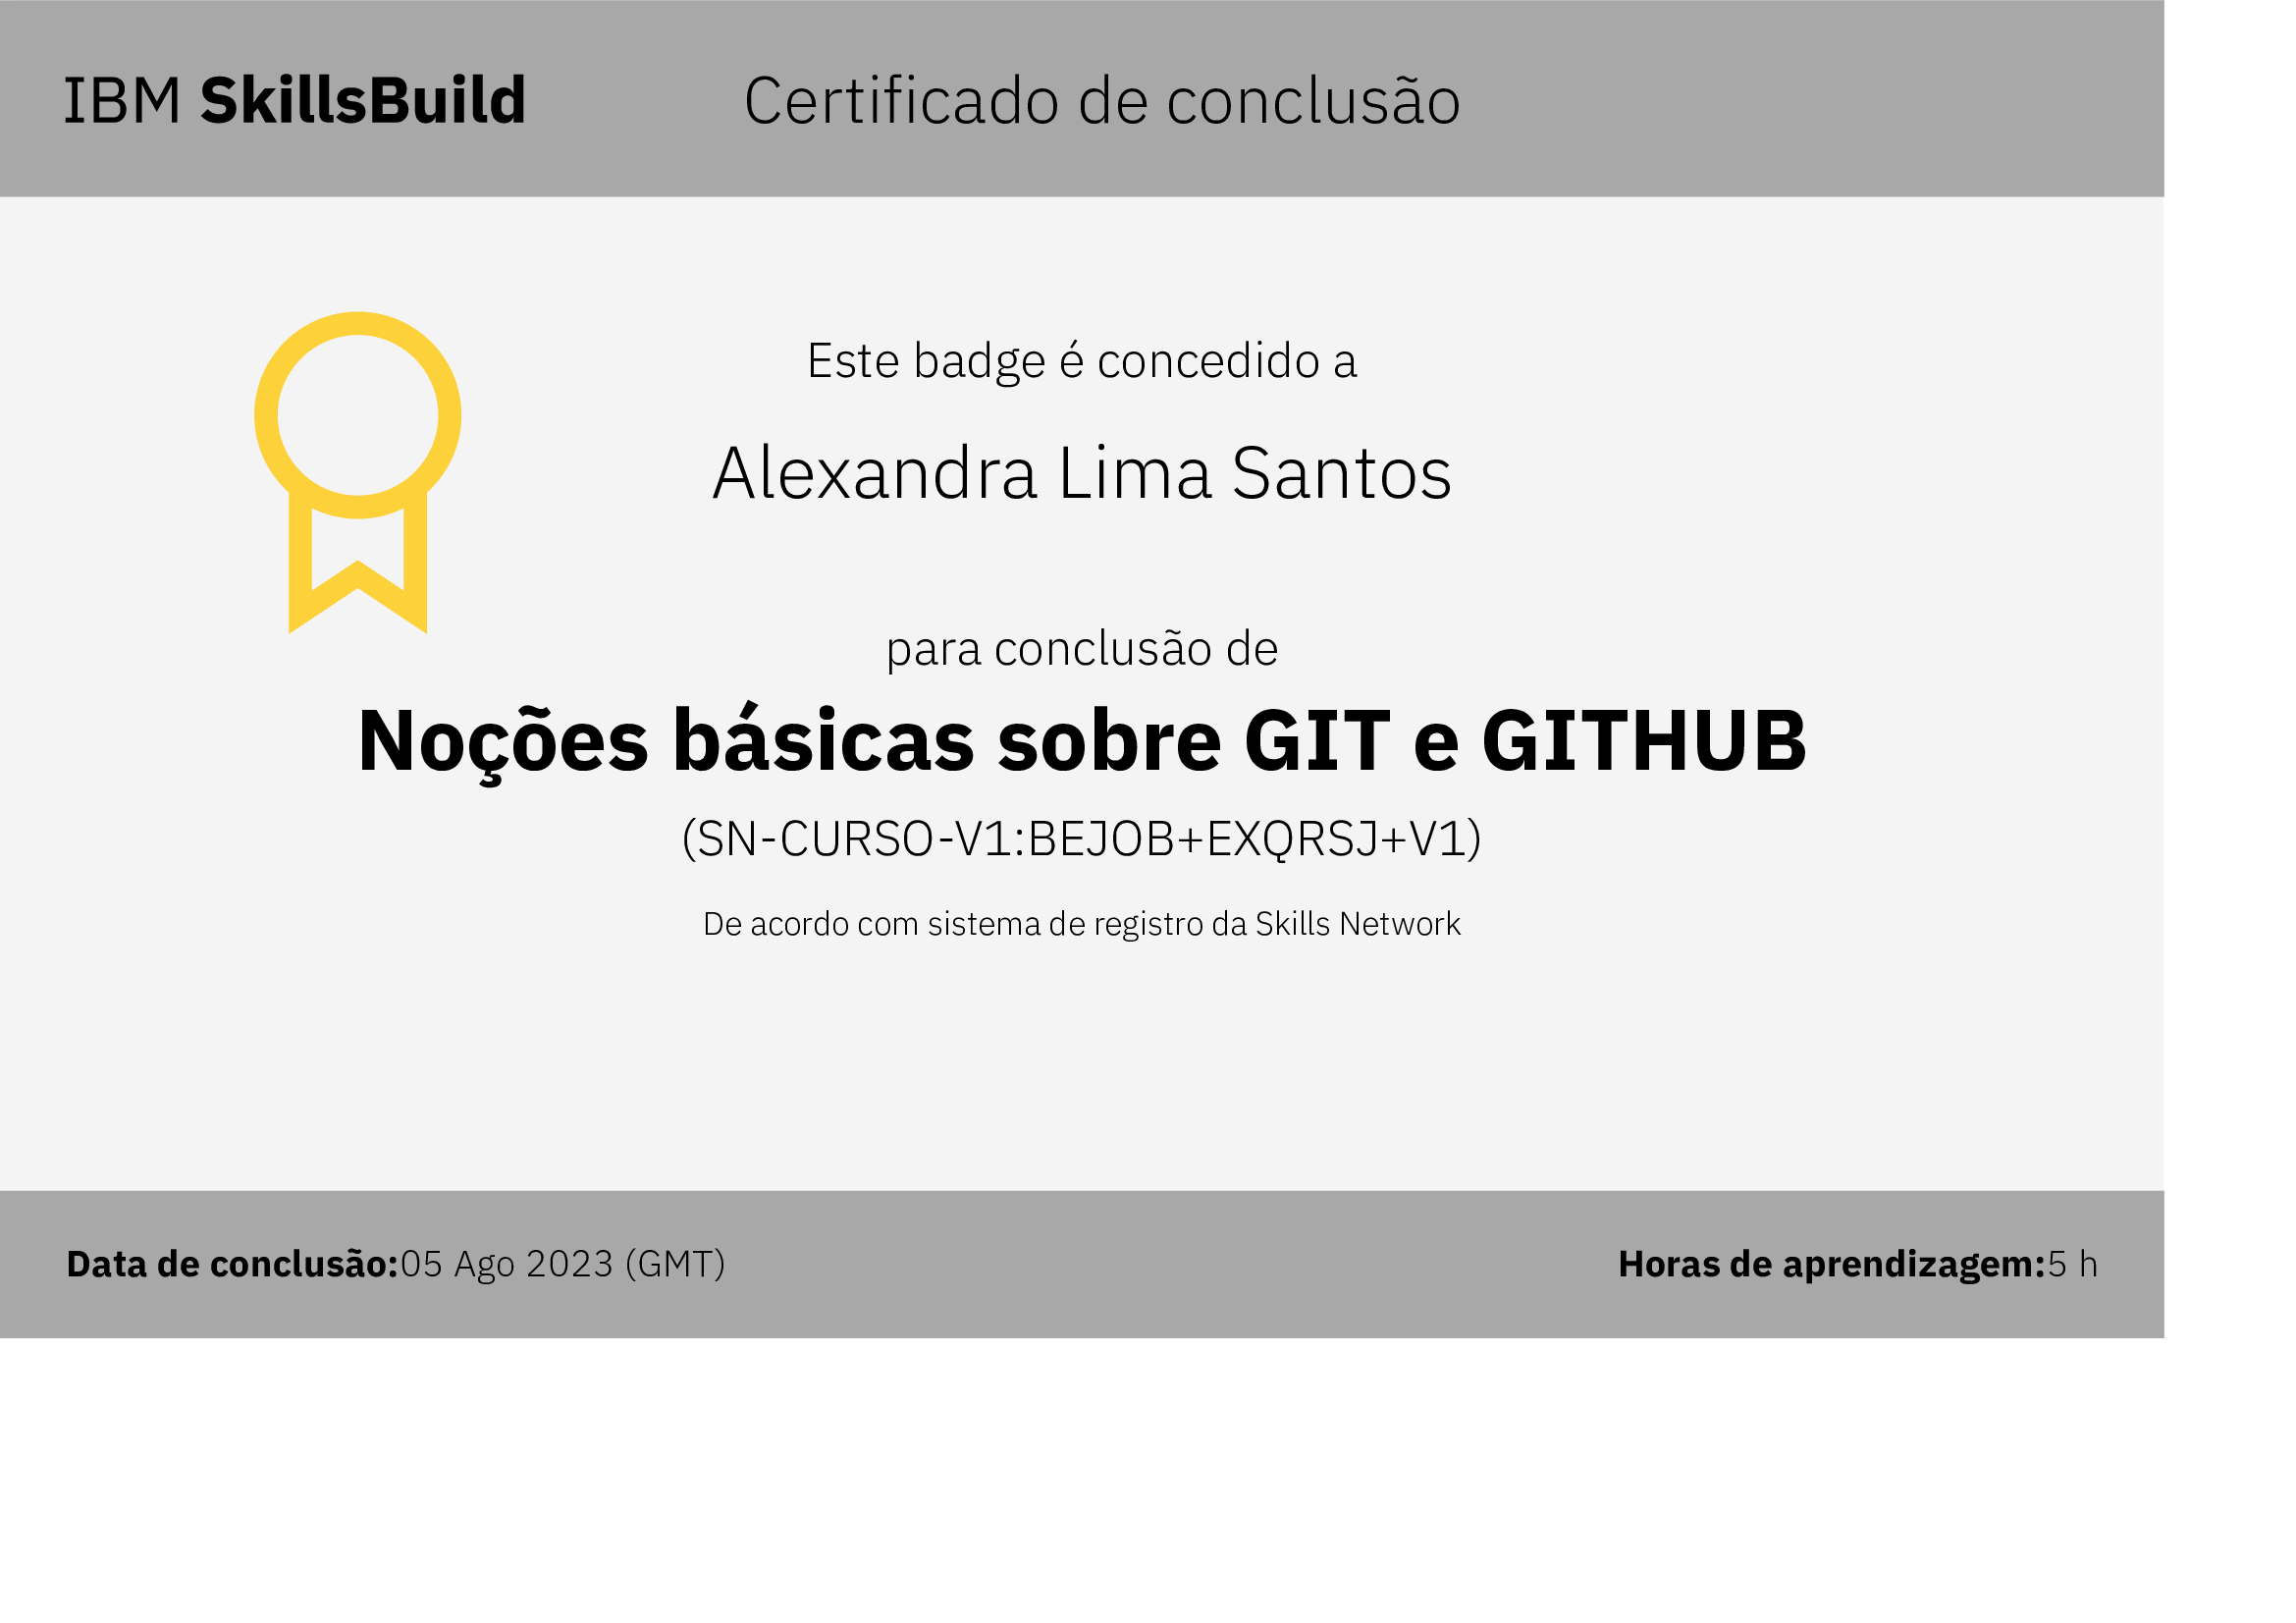 IBM SkillsBuild
Certificado de conclusão
Este badge é concedido a
Alexandra Lima Santos
para conclusão de
Noções básicas sobre GIT e GITHUB
(SN-CURSO-V1:BEJOB+EXQRSJ+V1)
De acordo com sistema de registro da Skills Network
Data de conclusão:05 Ago 2023 (GMT)
Horas de aprendizagem:5 h